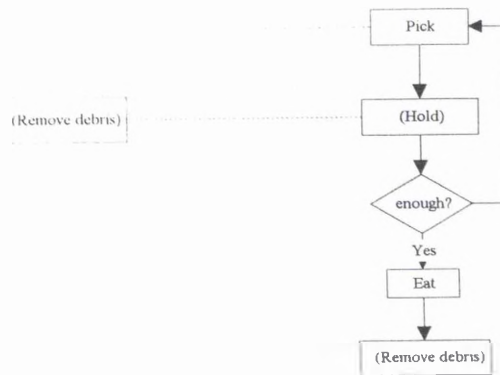 Pick
(Remove debris)
(Hold)
enough?
Yes
Eat
(Remove debris)